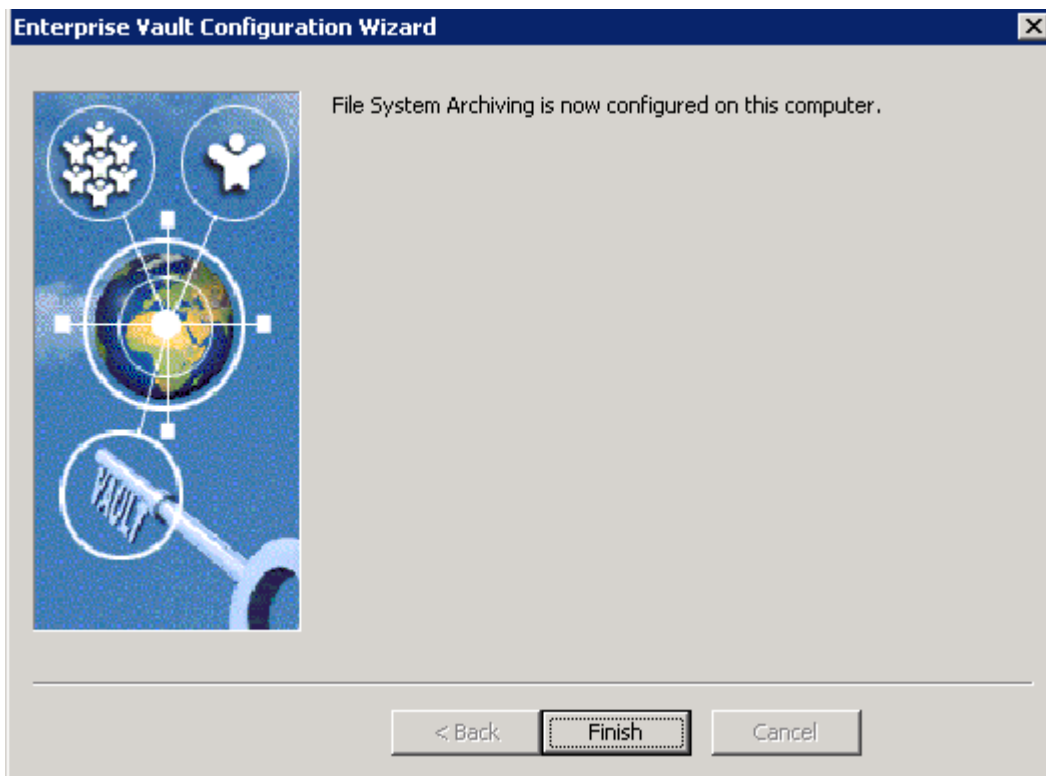 Enterprise Vault Configuration Wizard
File System Archiving is now configured on this computer.
VAULT
< Back
Finish
Cancel